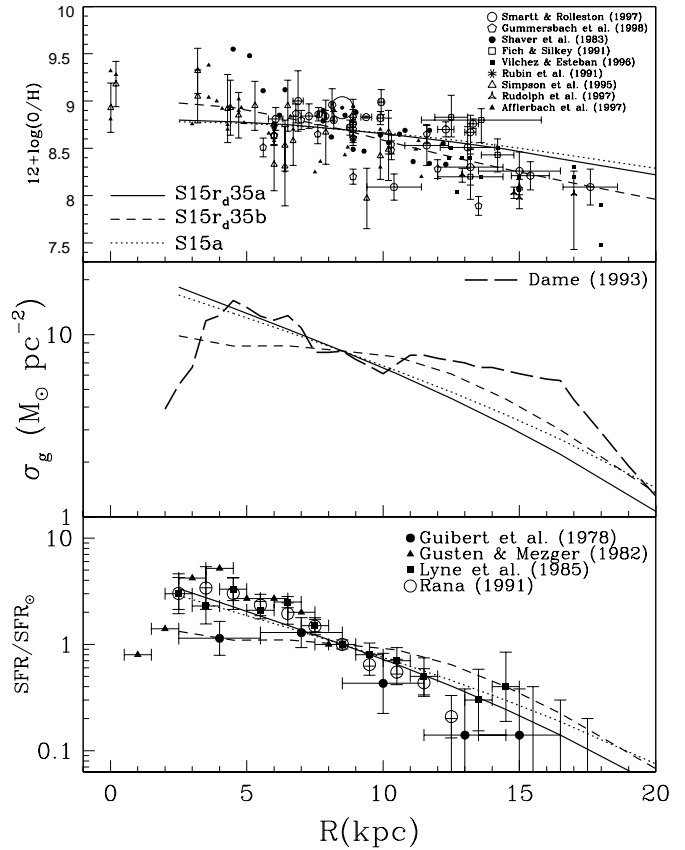 10
9.5
9
8.5
8
7.5
12+log(O/H)
Smartt & Rolleston (1997)
Gummersbach et al. (1998)
Shaver et al. (1983)
Fich & Silkey (1991)
Vilchez & Esteban (1996)
Rubin et al. (1991)
Simpson et al. (1995)
Rudolph et al. (1997)
Afflerbach et al. (1997)
S15r_d35a
S15r_d35b
S15a
Dame (1993)
10
1
σ_g (M_⊙ pc^−2)
Guibert et al. (1978)
Gusten & Mezger (1982)
Lyne et al. (1985)
Rana (1991)
10
1
0.1
SFR/SFR_⊙
0 5 10 15 20
R(kpc)